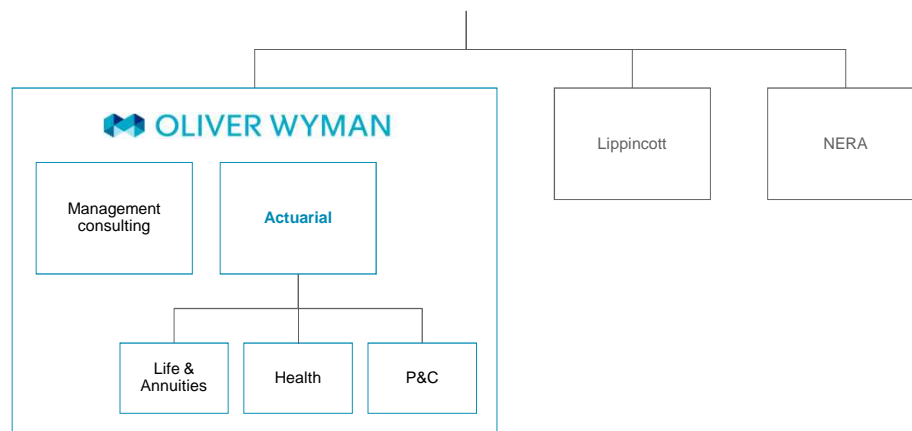 OLIVER WYMAN
Lippincott
NERA
Management
consulting
Actuarial
Life &
Annuities
Health
P&C